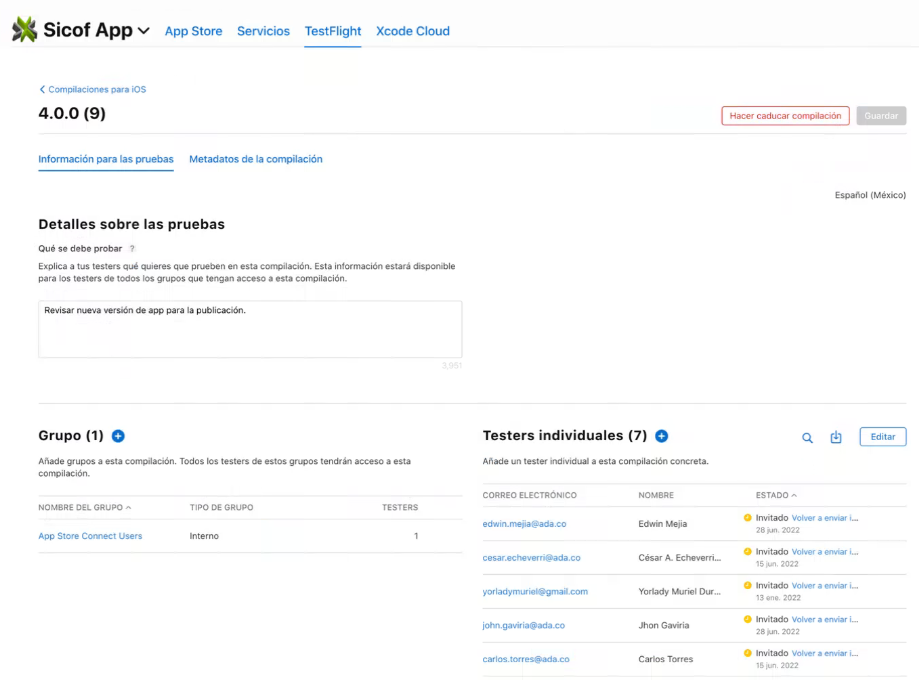 Sicof App App Store Servicios TestFlight Xcode Cloud
Compilaciones para iOS
4.0.0 (9)
Hacer caducar compilación Guardar
Información para las pruebas Metadatos de la compilación
Español (México)
Detalles sobre las pruebas
Qué se debe probar ?
Explica a tus testers qué quieres que prueben en esta compilación. Esta información estará disponible
para los testers de todos los grupos que tengan acceso a esta compilación.
Revisar nueva versión de app para la publicación.
3,951
Grupo (1)
Añade grupos a esta compilación. Todos los testers de estos grupos tendrán acceso a esta
compilación.
NOMBRE DEL GRUPO TIPO DE GRUPO TESTERS
App Store Connect Users Interno 1
Testers individuales (7)
Editar
Añade un tester individual a esta compilación concreta.
CORREO ELECTRÓNICO NOMBRE ESTADO
edwin.mejia@ada.co Edwin Mejia Invitado Volver a enviar i...
28 jun. 2022
cesar.echeverri@ada.co César A. Echeverri... Invitado Volver a enviar i...
15 jun. 2022
yorladymuriel@gmail.com Yorlady Muriel Dur... Invitado Volver a enviar i...
13 ene. 2022
john.gaviria@ada.co Jhon Gaviria Invitado Volver a enviar i...
28 jun. 2022
carlos.torres@ada.co Carlos Torres Invitado Volver a enviar i...
15 jun. 2022